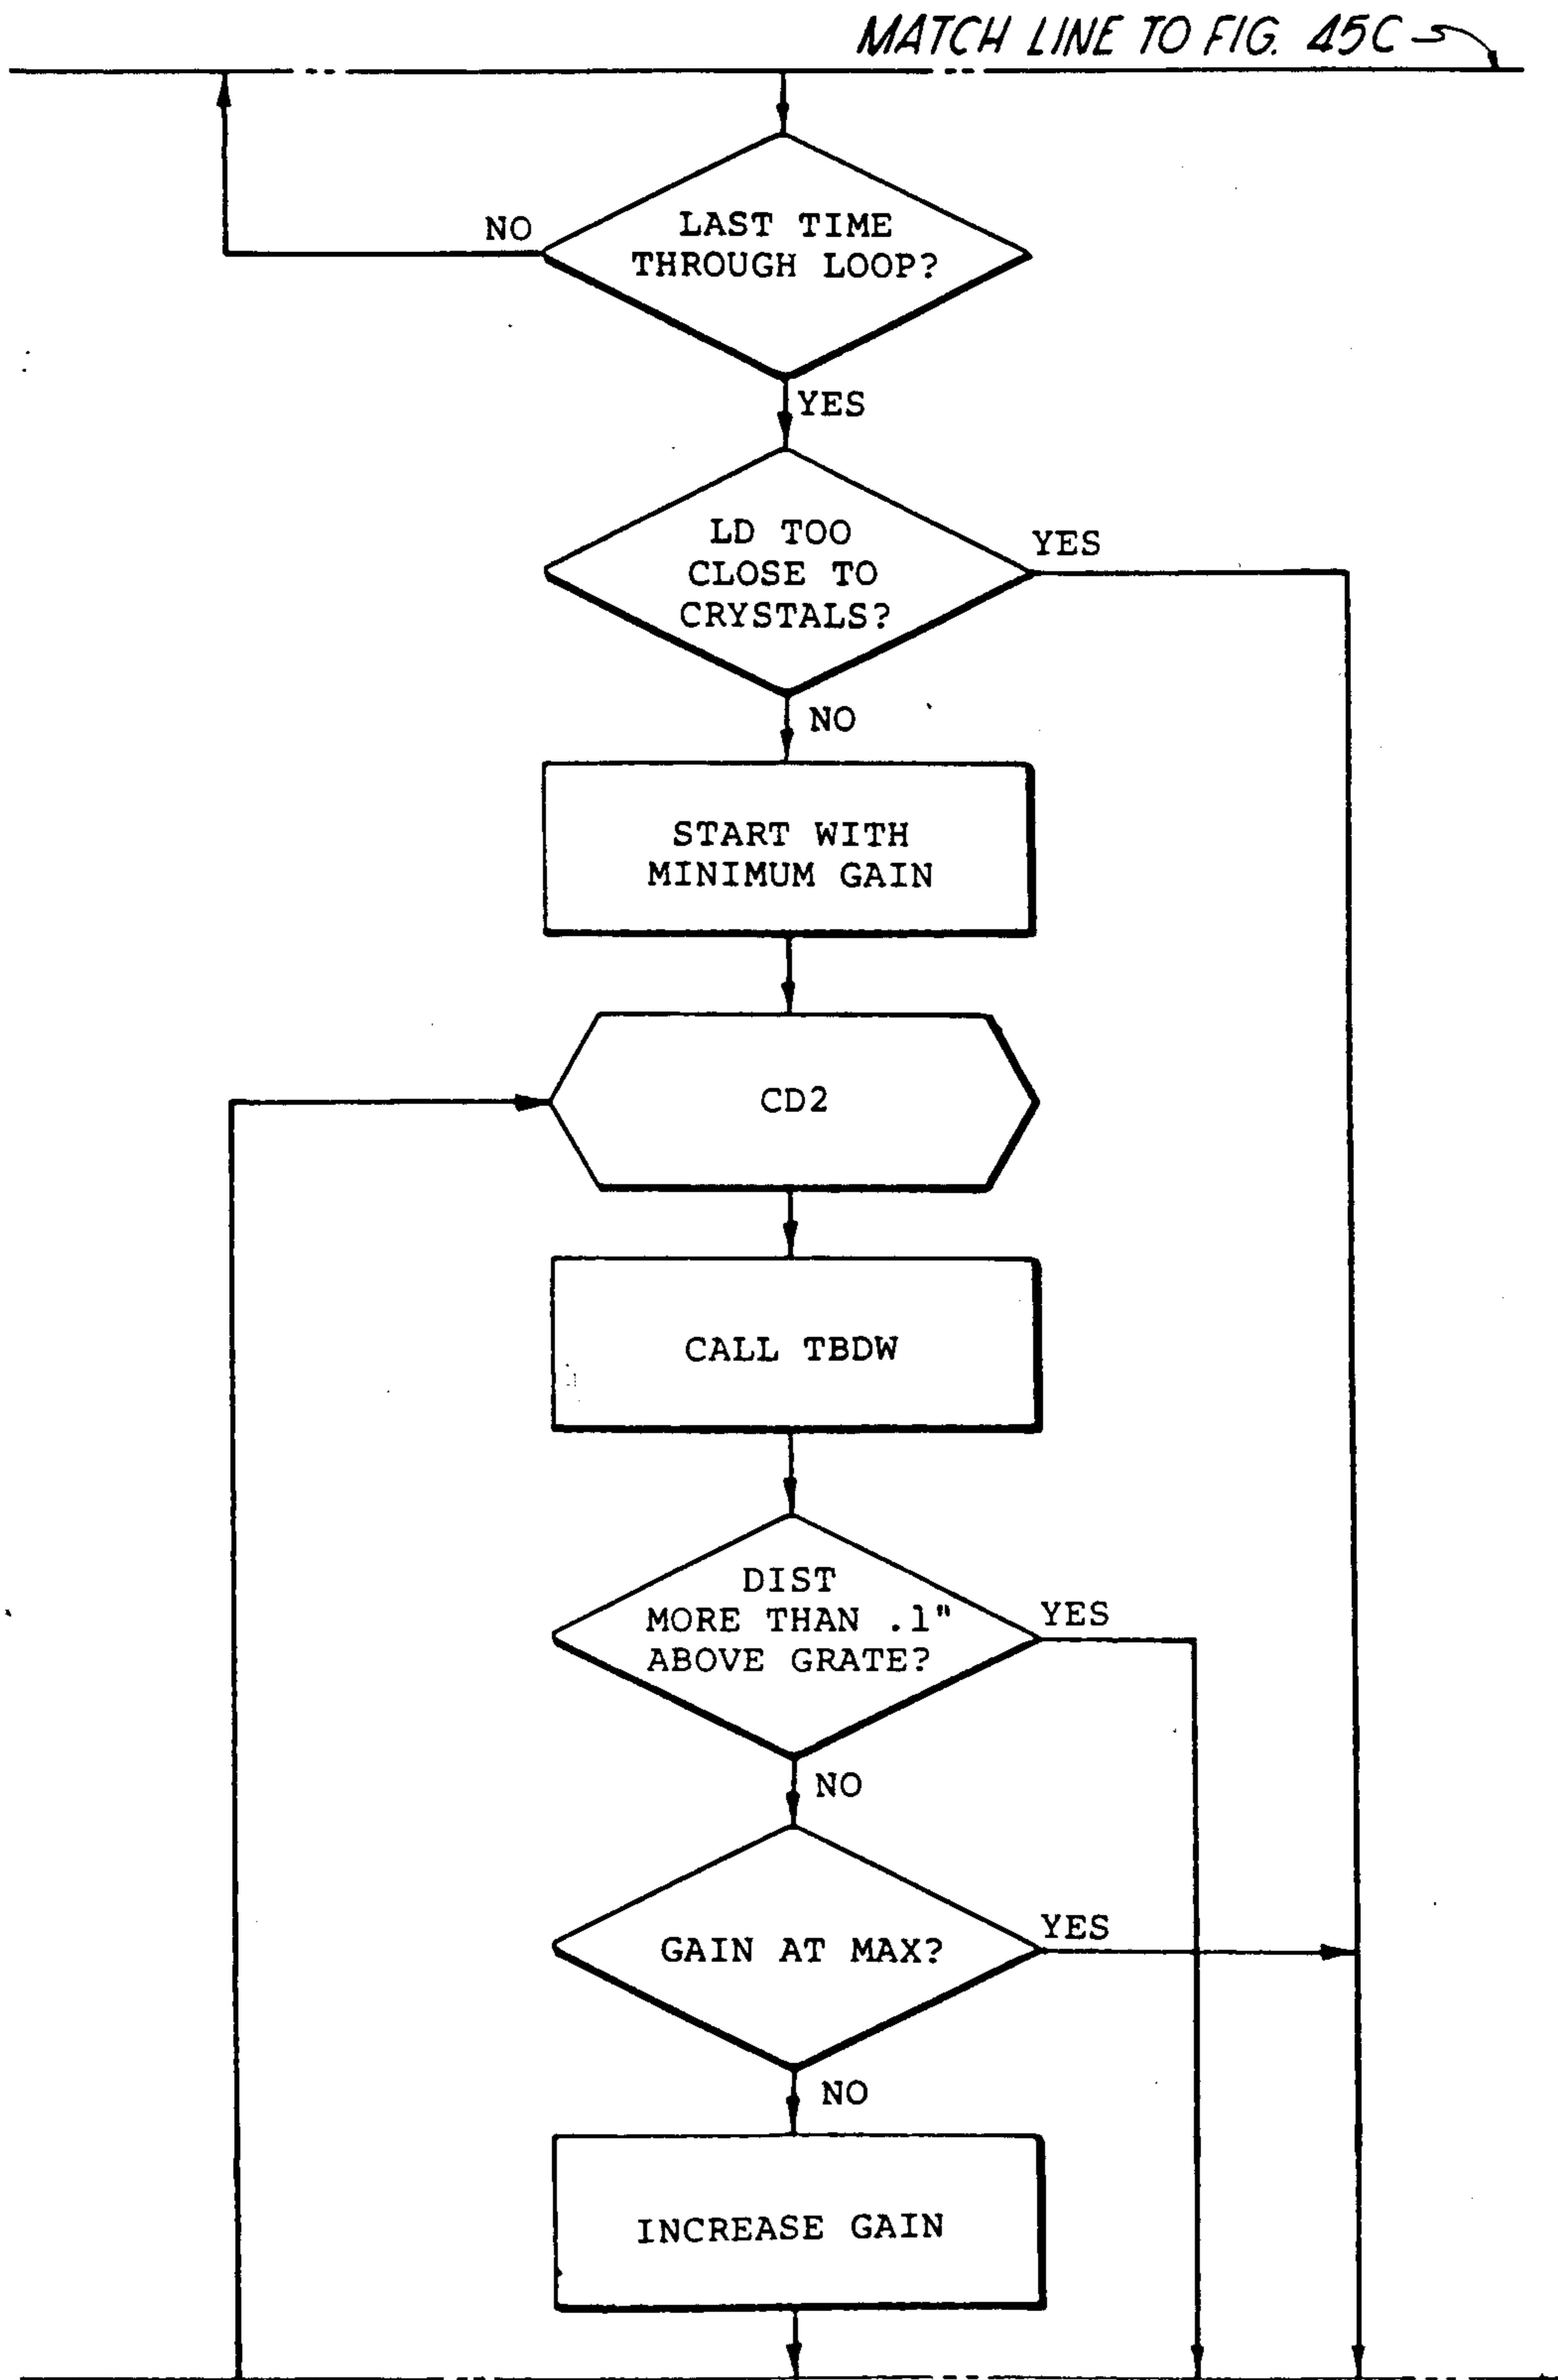 MATCH LINE TO FIG. 45C
NO
LAST TIME
THROUGH LOOP?
YES
LD TOO
CLOSE TO
CRYSTALS?
YES
NO
START WITH
MINIMUM GAIN
CD2
CALL TBDW
DIST
MORE THAN .1"
ABOVE GRATE?
YES
NO
GAIN AT MAX?
YES
NO
INCREASE GAIN